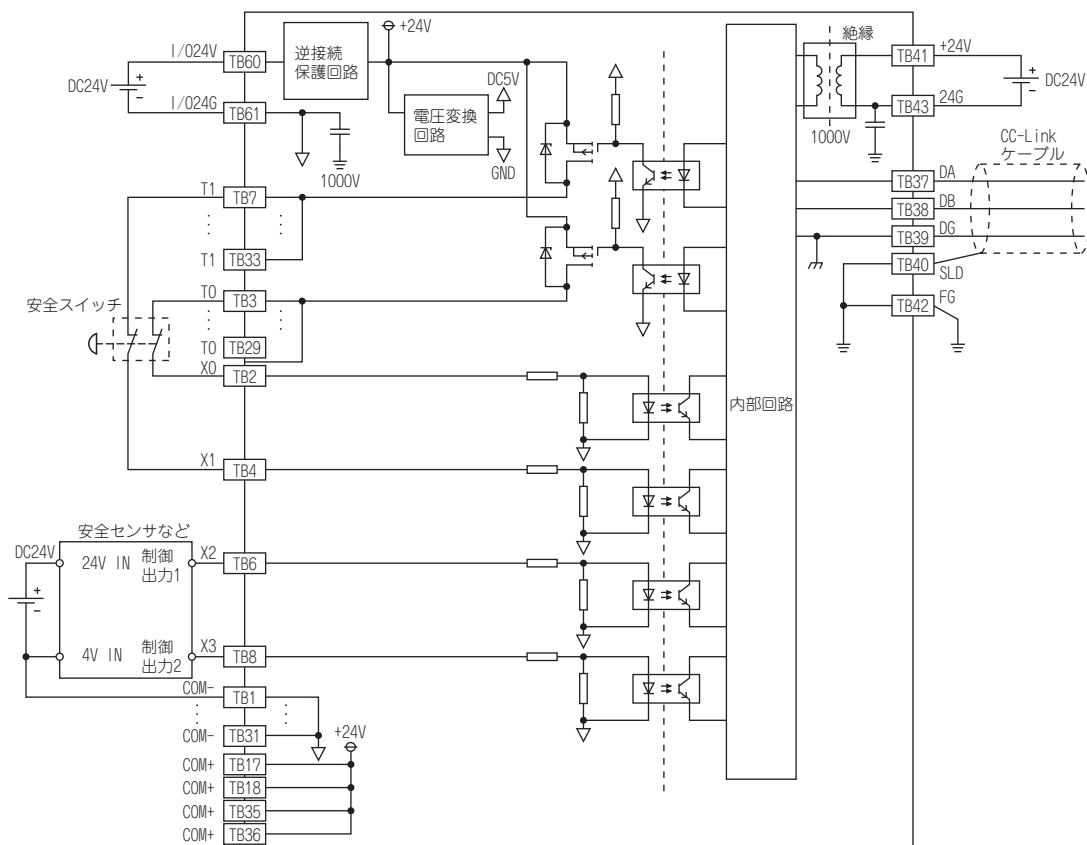 +24V
I/O24V
TB60
逆接続
保護回路
DC24V
+
-
I/O24G
TB61
1000V
電圧変換
回路
DC5V
GND
絶縁
1000V
TB41
+24V
TB43
24G
+
-
DC24V
CC-Link
ケーブル
TB37
DA
TB38
DB
TB39
DG
TB40
SLD
TB42
FG
T1
TB7
T1
TB33
T0
TB3
安全スイッチ
T0
TB29
X0
TB2
内部回路
X1
TB4
安全センサなど
DC24V
+
-
24V IN
制御
出力1
X2
TB6
4V IN
制御
出力2
X3
TB8
COM-
TB1
COM-
TB31
+24V
COM+
TB17
COM+
TB18
COM+
TB35
COM+
TB36